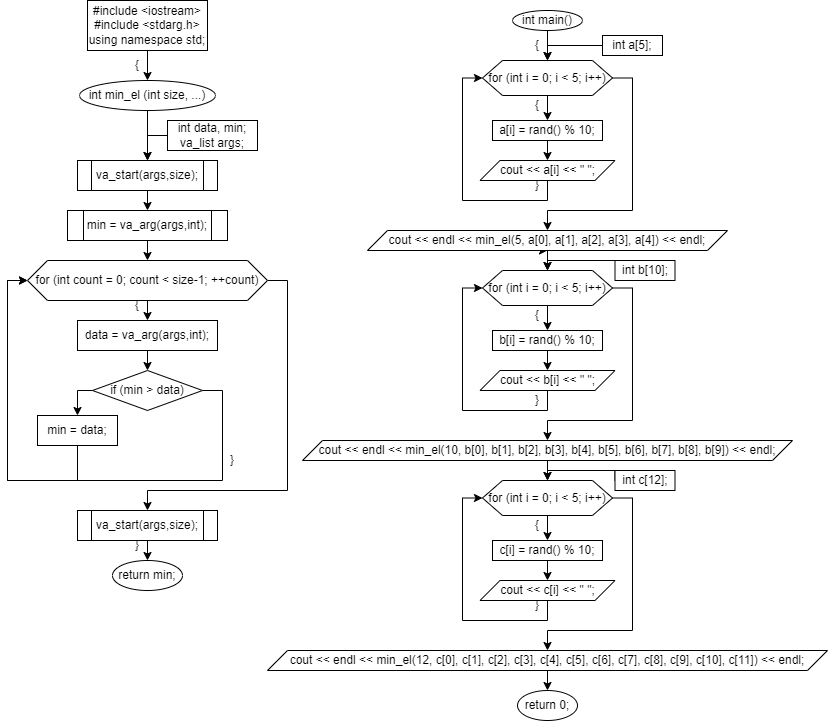 #include <iostream>
#include <stdarg.h>
using namespace std;
{
int min_el (int size, ...)
int data, min;
va_list args;
va_start(args,size);
min = va_arg(args,int);
for (int count = 0; count < size-1; ++count)
{
data = va_arg(args,int);
if (min > data)
min = data;
}
va_start(args,size);
}
return min;
int main()
{
int a[5];
for (int i = 0; i < 5; i++)
{
a[i] = rand() % 10;
cout << a[i] << " ";
}
cout << endl << min_el(5, a[0], a[1], a[2], a[3], a[4]) << endl;
int b[10];
for (int i = 0; i < 5; i++)
{
b[i] = rand() % 10;
cout << b[i] << " ";
}
cout << endl << min_el(10, b[0], b[1], b[2], b[3], b[4], b[5], b[6], b[7], b[8], b[9]) << endl;
int c[12];
for (int i = 0; i < 5; i++)
{
c[i] = rand() % 10;
cout << c[i] << " ";
}
cout << endl << min_el(12, c[0], c[1], c[2], c[3], c[4], c[5], c[6], c[7], c[8], c[9], c[10], c[11]) << endl;
return 0;